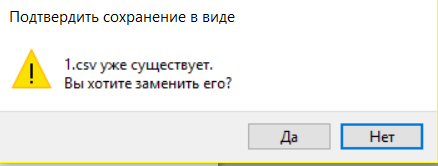 Подтвердить сохранение в виде
1.csv уже существует.
Вы хотите заменить его?
Да
Нет